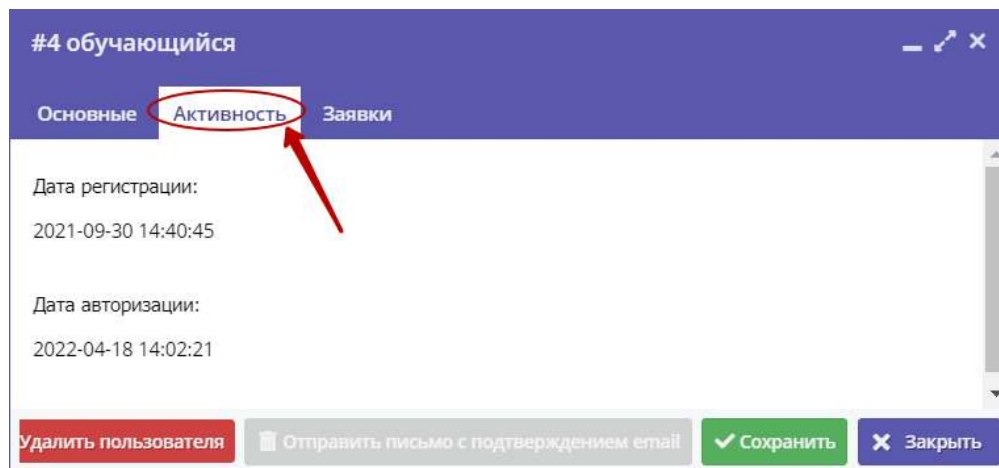 #4 обучающийся
Основные Активность Заявки
Дата регистрации:
2021-09-30 14:40:45
Дата авторизации:
2022-04-18 14:02:21
Удалить пользователя Отправить письмо с подтверждением email Сохранить Закрыть